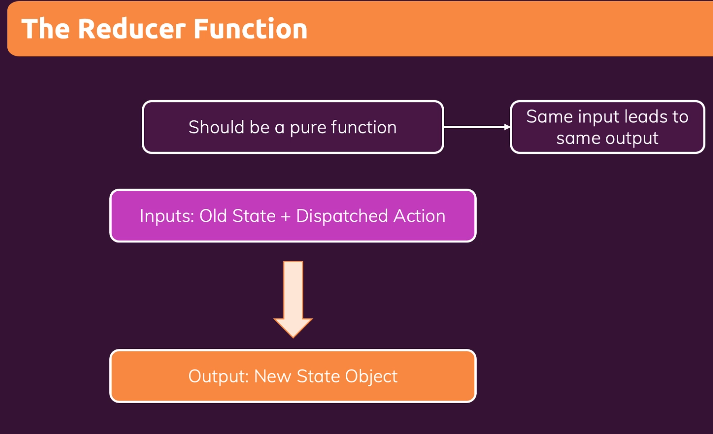 The Reducer Function
Should be a pure function
Same input leads to
same output
Inputs: Old State + Dispatched Action
Output: New State Object